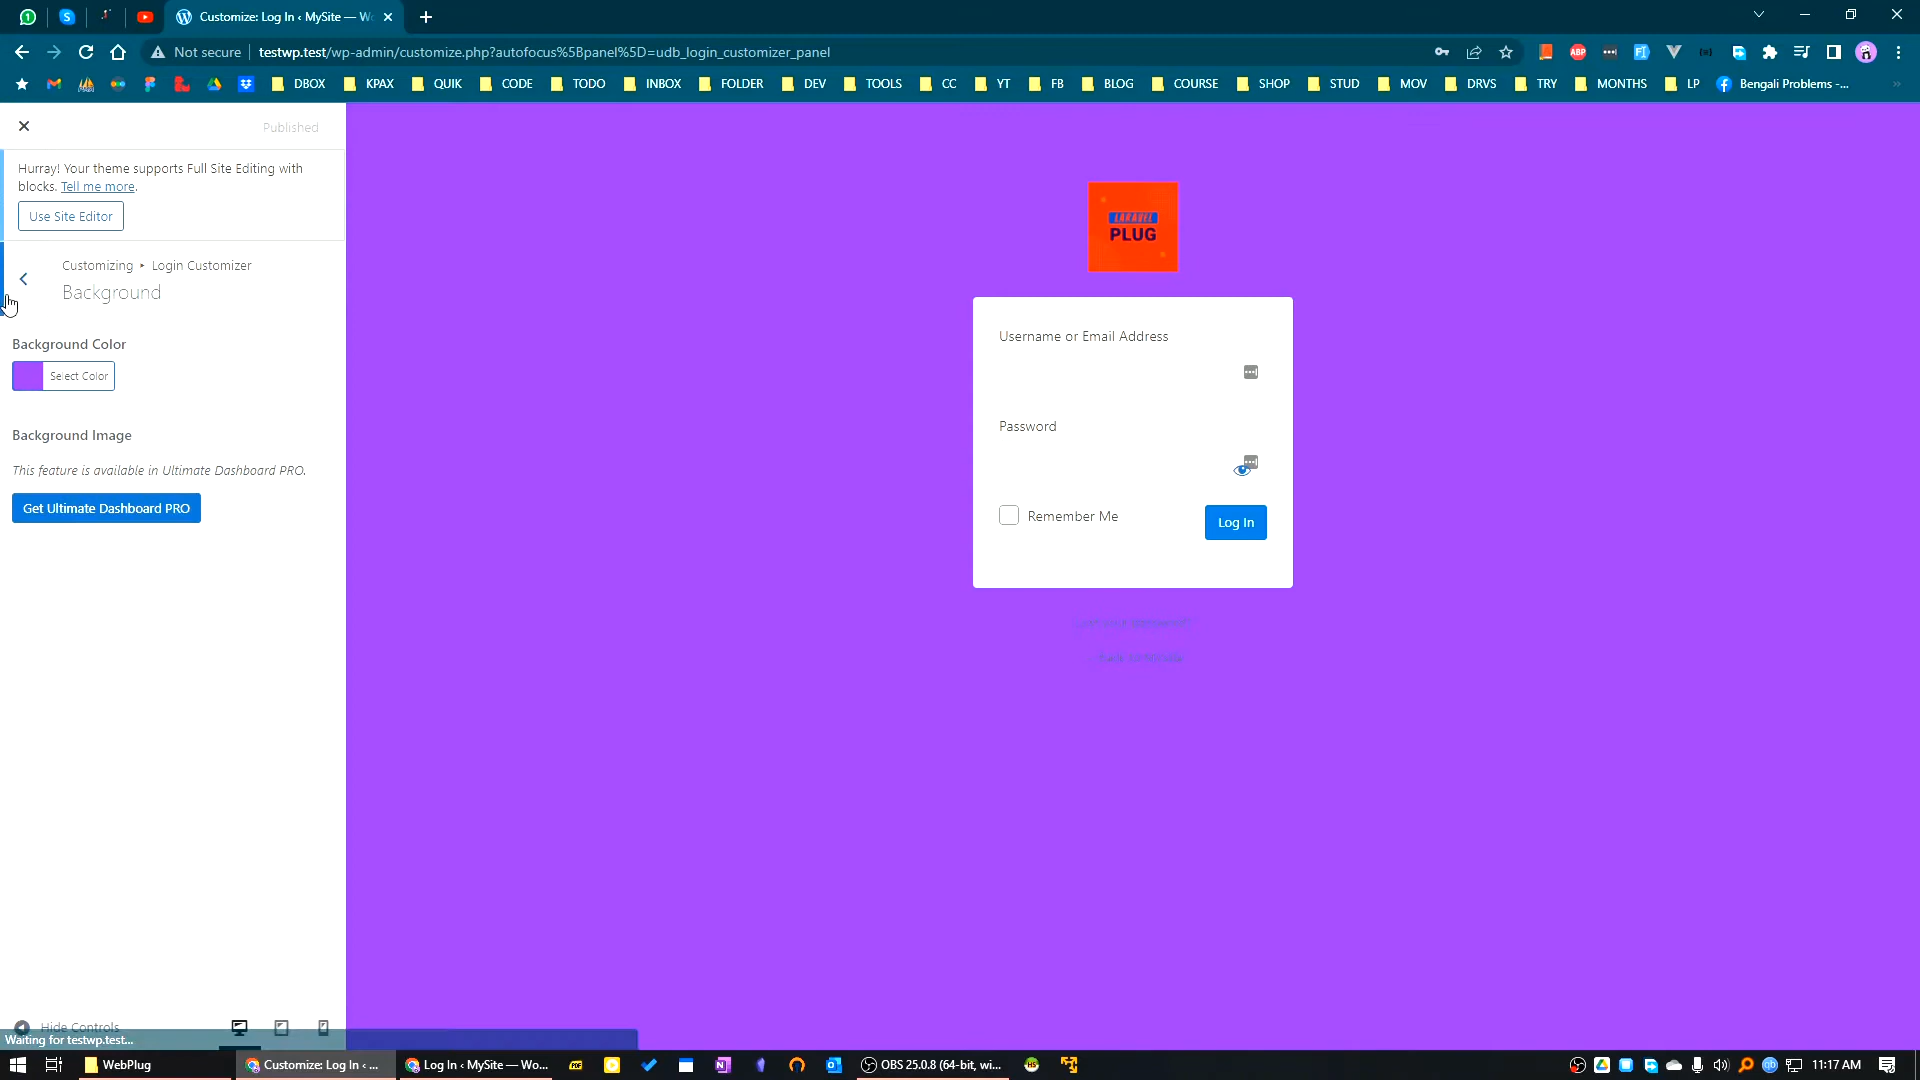 Customize: Log In ‹ MySite — Wo
Not secure
testwp.test/wp-admin/customize.php?autofocus%5Bpanel%5D=udb_login_customizer_panel
DBOX
KPAX
QUIK
CODE
TODO
INBOX
FOLDER
DEV
TOOLS
CC
YT
FB
BLOG
COURSE
SHOP
STUD
MOV
DRVS
TRY
MONTHS
LP
Bengali Problems -...
Published
Hurray! Your theme supports Full Site Editing with
blocks. Tell me more.
Use Site Editor
Customizing ▸ Login Customizer
Background
Background Color
Select Color
Background Image
This feature is available in Ultimate Dashboard PRO.
Get Ultimate Dashboard PRO
LARAVEL
PLUG
Username or Email Address
Password
Remember Me
Log In
Hide Controls
Waiting for testwp.test...
WebPlug
Customize: Log In ‹ ...
Log In ‹ MySite — Wo...
OBS 25.0.8 (64-bit, wi...
11:17 AM